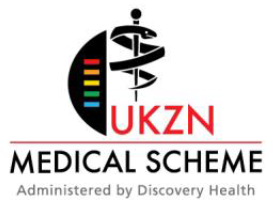 UKZN
MEDICAL SCHEME
Administered by Discovery Health